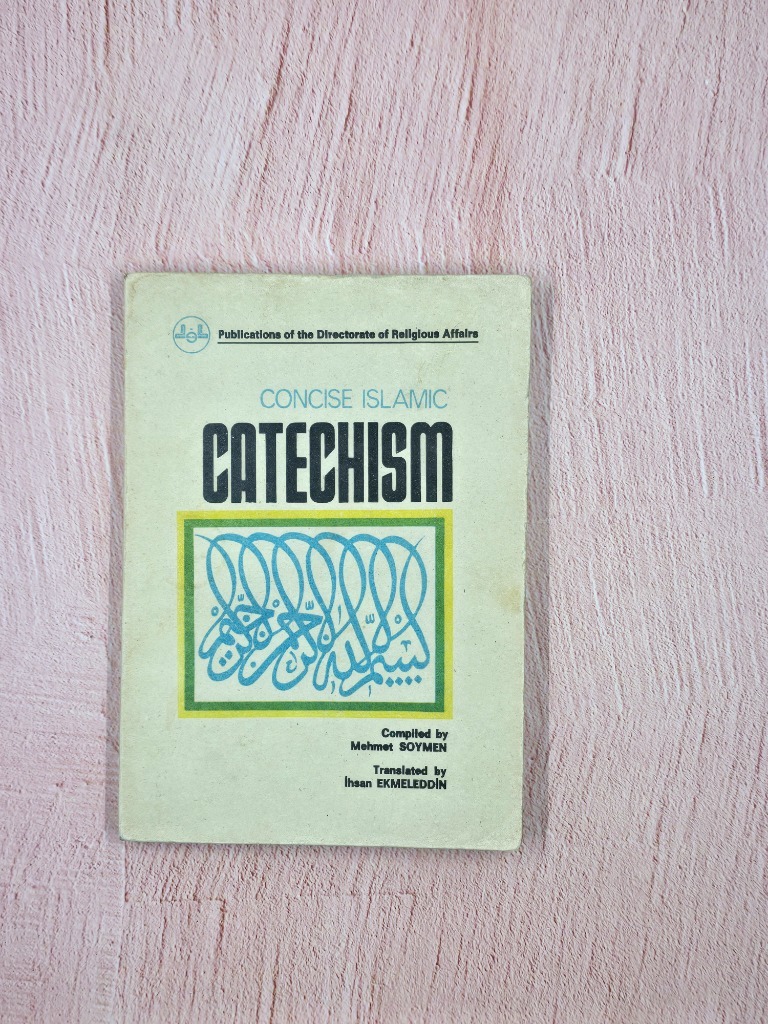 Publications of the Directorate of Religious Affairs
CONCISE ISLAMIC
CATECHISM
بسم الله الرحمن الرحيم
Compiled by
Mehmet SOYMEN
Translated by
İhsan EKMELEDDİN